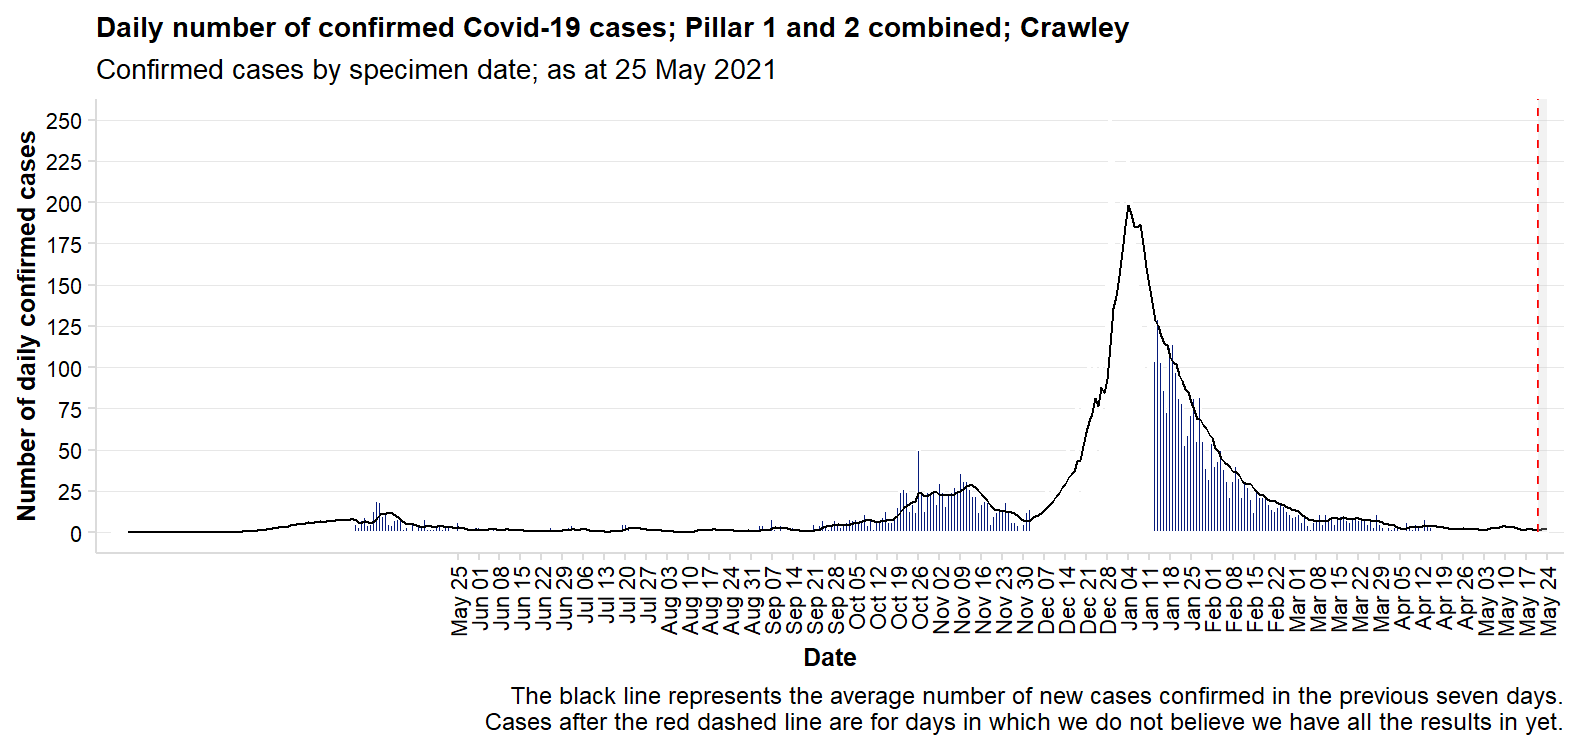 Daily number of confirmed Covid-19 cases; Pillar 1 and 2 combined; Crawley
Confirmed cases by specimen date; as at 25 May 2021
Number of daily confirmed cases
250
225
200
175
150
125
100
75
50
25
0
May 25
Jun 01
Jun 08
Jun 15
Jun 22
Jun 29
Jul 06
Jul 13
Jul 20
Jul 27
Aug 03
Aug 10
Aug 17
Aug 24
Aug 31
Sep 07
Sep 14
Sep 21
Sep 28
Oct 05
Oct 12
Oct 19
Oct 26
Nov 02
Nov 09
Nov 16
Nov 23
Nov 30
Dec 07
Dec 14
Dec 21
Dec 28
Jan 04
Jan 11
Jan 18
Jan 25
Feb 01
Feb 08
Feb 15
Feb 22
Mar 01
Mar 08
Mar 15
Mar 22
Mar 29
Apr 05
Apr 12
Apr 19
Apr 26
May 03
May 10
May 17
May 24
Date
The black line represents the average number of new cases confirmed in the previous seven days.
Cases after the red dashed line are for days in which we do not believe we have all the results in yet.